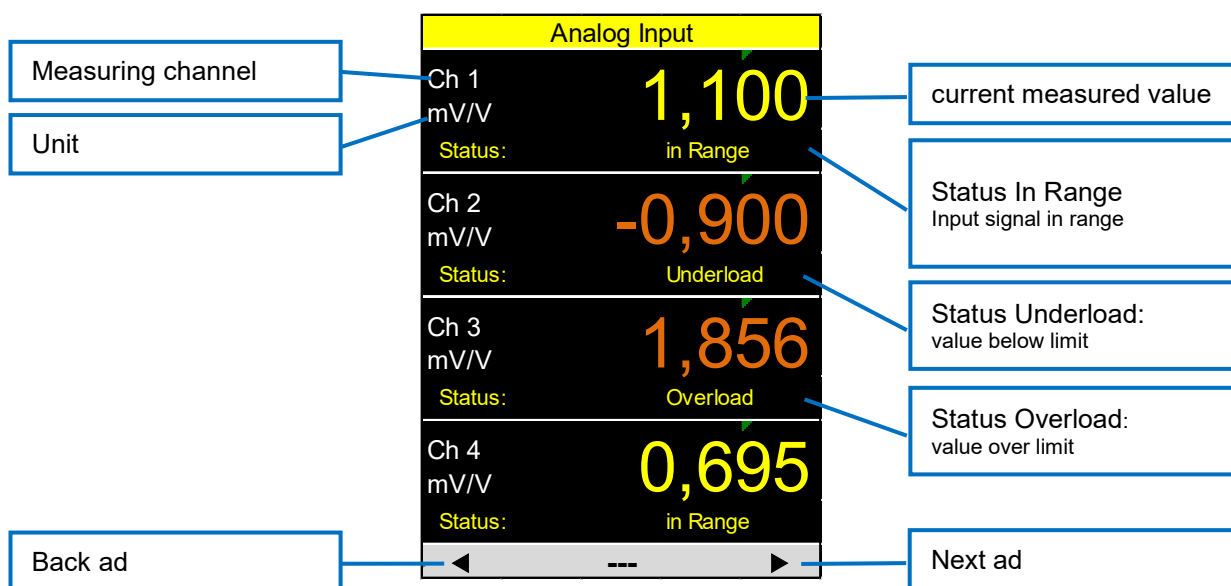 Analog Input
Measuring channel
Unit
Ch 1
mV/V
1,100
Status:
in Range
current measured value
Status In Range
Input signal in range
Ch 2
mV/V
-0,900
Status:
Underload
Status Underload:
value below limit
Ch 3
mV/V
1,856
Status:
Overload
Status Overload:
value over limit
Ch 4
mV/V
0,695
Status:
in Range
Back ad
---
Next ad